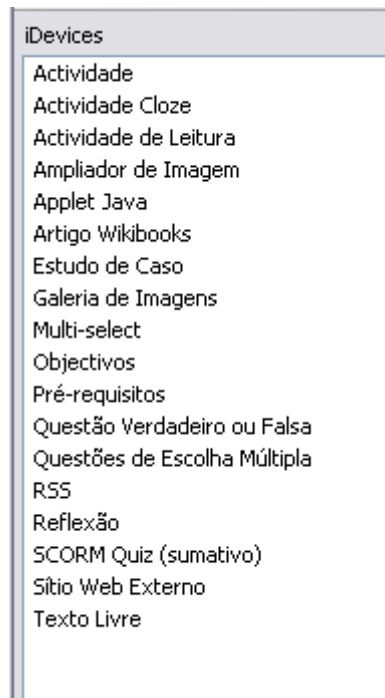 iDevices
Actividade
Actividade Cloze
Actividade de Leitura
Ampliador de Imagem
Applet Java
Artigo Wikibooks
Estudo de Caso
Galeria de Imagens
Multi-select
Objectivos
Pré-requisitos
Questão Verdadeiro ou Falsa
Questões de Escolha Múltipla
RSS
Reflexão
SCORM Quiz (sumativo)
Sítio Web Externo
Texto Livre